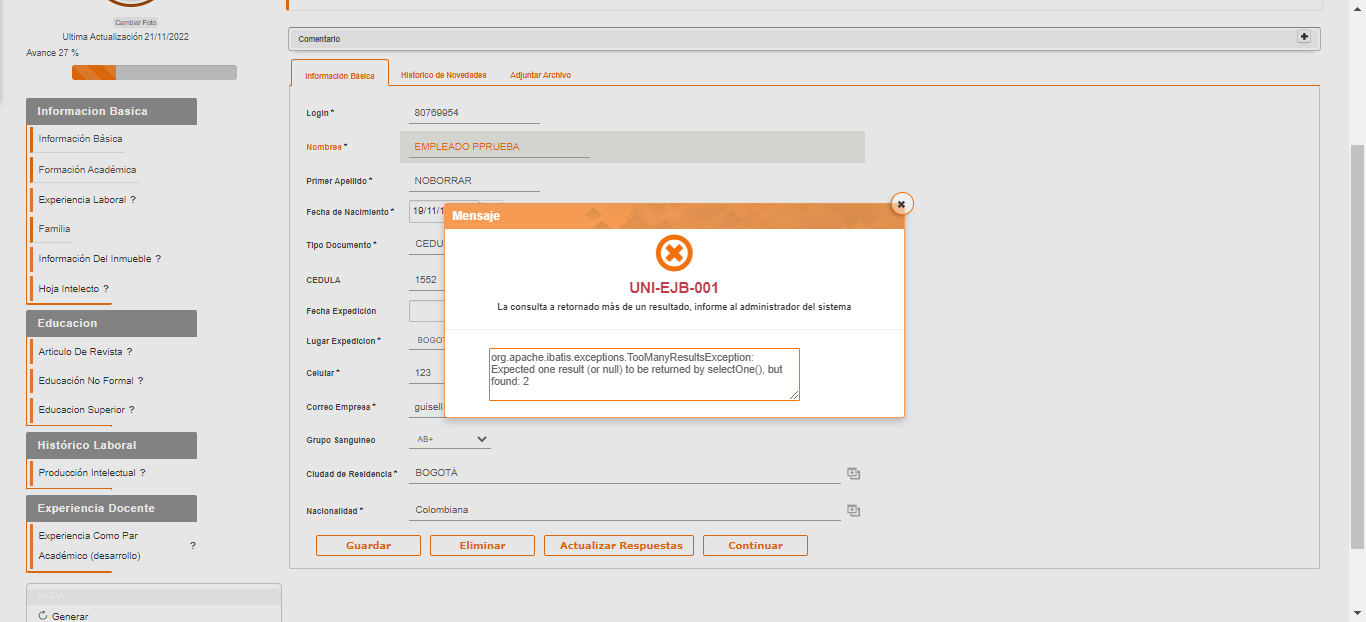 Cambiar Foto
Ultima Actualización 21/11/2022
Avance 27 %
Informacion Basica
Información Básica
Formación Académica
Experiencia Laboral ?
Familia
Información Del Inmueble ?
Hoja Intelecto ?
Educacion
Articulo De Revista ?
Educación No Formal ?
Educacion Superior ?
Histórico Laboral
Producción Intelectual ?
Experiencia Docente
Experiencia Como Par
Académico (desarrollo) ?
HOJA
Generar
Comentario
Información Básica Historico de Novedades Adjuntar Archivo
Login * 80769954
Nombres * EMPLEADO PPRUEBA
Primer Apellido * NOBORRAR
Fecha de Nacimiento * 19/11/1
Tipo Documento * CEDU
CEDULA 1552
Fecha Expedición
Lugar Expedicion * BOGOT
Celular * 123
Correo Empresa * guisell
Grupo Sanguineo AB+
Ciudad de Residencia * BOGOTÁ
Nacionalidad * Colombiana
Guardar Eliminar Actualizar Respuestas Continuar
Mensaje
UNI-EJB-001
La consulta a retornado más de un resultado, informe al administrador del sistema
org.apache.ibatis.exceptions.TooManyResultsException:
Expected one result (or null) to be returned by selectOne(), but
found: 2